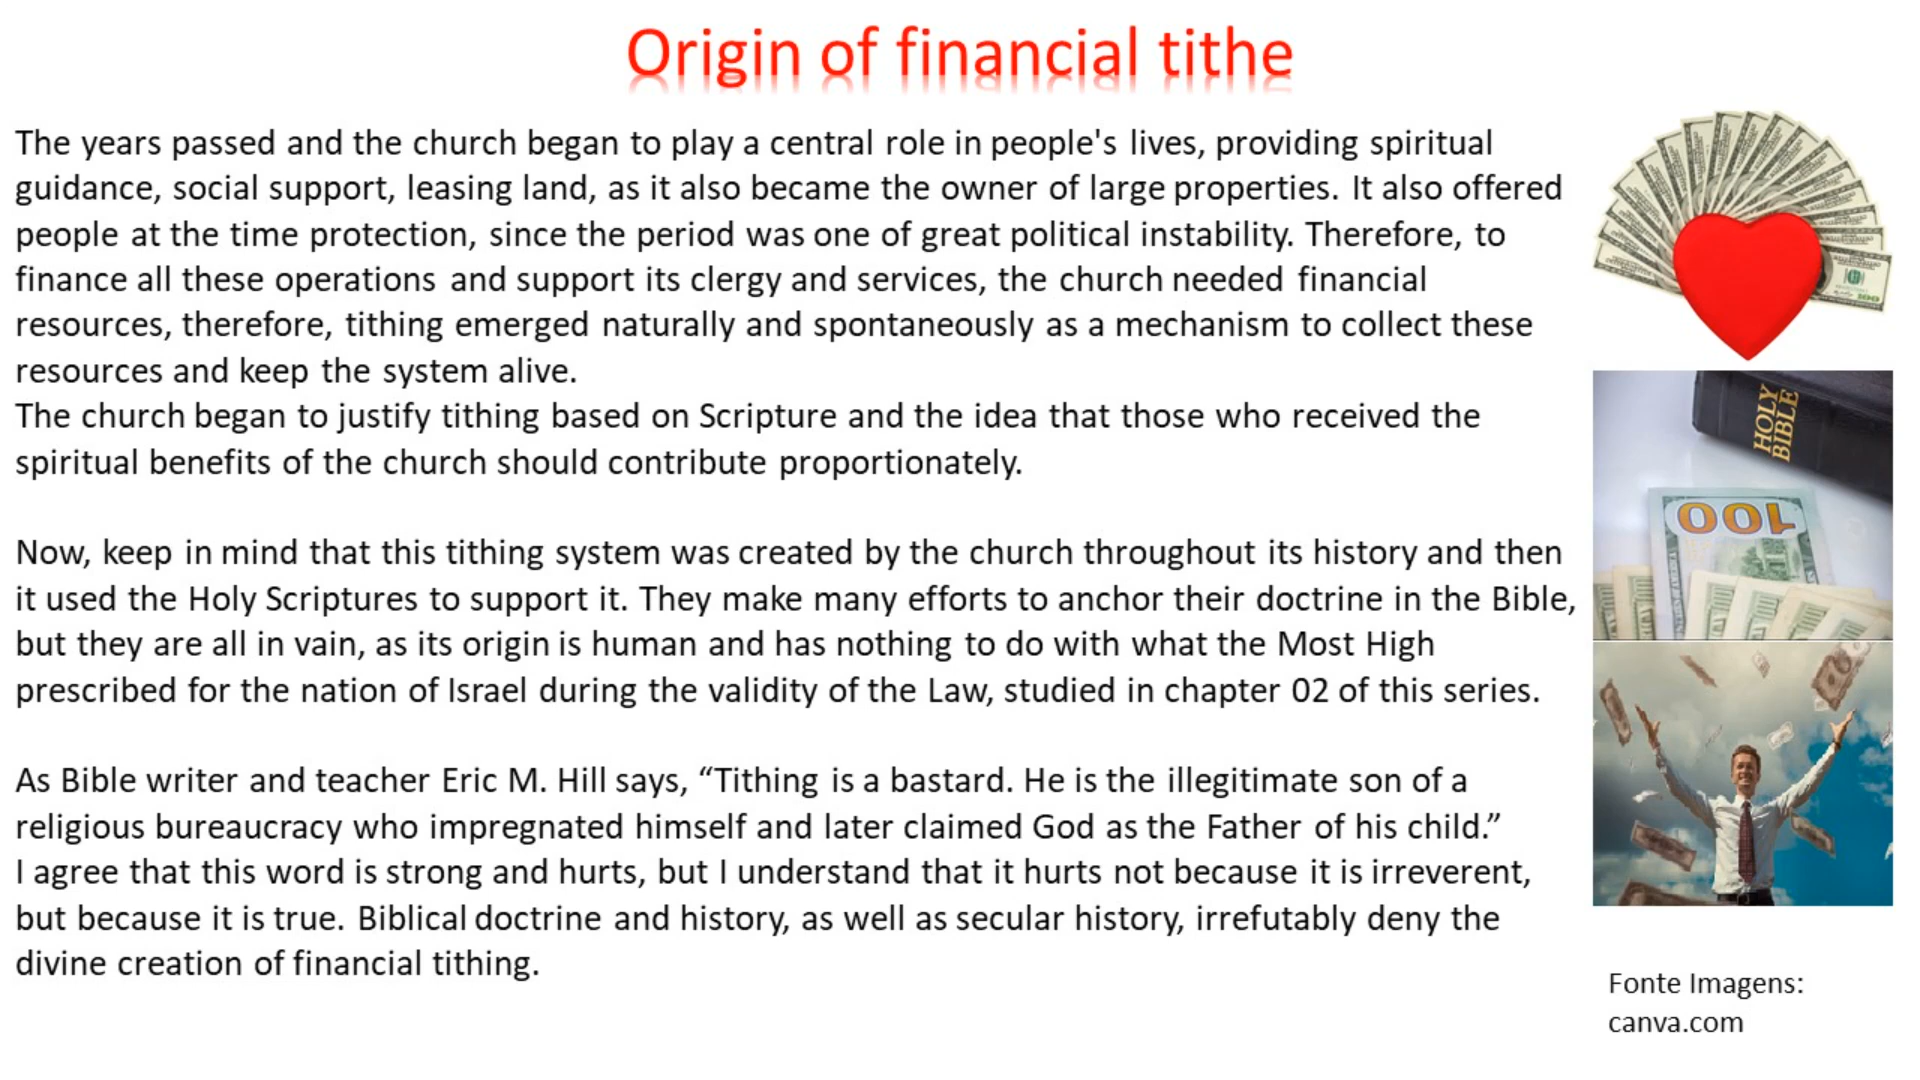 Origin of financial tithe
The years passed and the church began to play a central role in people's lives, providing spiritual
guidance, social support, leasing land, as it also became the owner of large properties. It also offered
people at the time protection, since the period was one of great political instability. Therefore, to
finance all these operations and support its clergy and services, the church needed financial
resources, therefore, tithing emerged naturally and spontaneously as a mechanism to collect these
resources and keep the system alive.
The church began to justify tithing based on Scripture and the idea that those who received the
spiritual benefits of the church should contribute proportionately.
Now, keep in mind that this tithing system was created by the church throughout its history and then
it used the Holy Scriptures to support it. They make many efforts to anchor their doctrine in the Bible,
but they are all in vain, as its origin is human and has nothing to do with what the Most High
prescribed for the nation of Israel during the validity of the Law, studied in chapter 02 of this series.
As Bible writer and teacher Eric M. Hill says, “Tithing is a bastard. He is the illegitimate son of a
religious bureaucracy who impregnated himself and later claimed God as the Father of his child.”
I agree that this word is strong and hurts, but I understand that it hurts not because it is irreverent,
but because it is true. Biblical doctrine and history, as well as secular history, irrefutably deny the
divine creation of financial tithing.
100
HOLY
BIBLE
100
Fonte Imagens:
canva.com